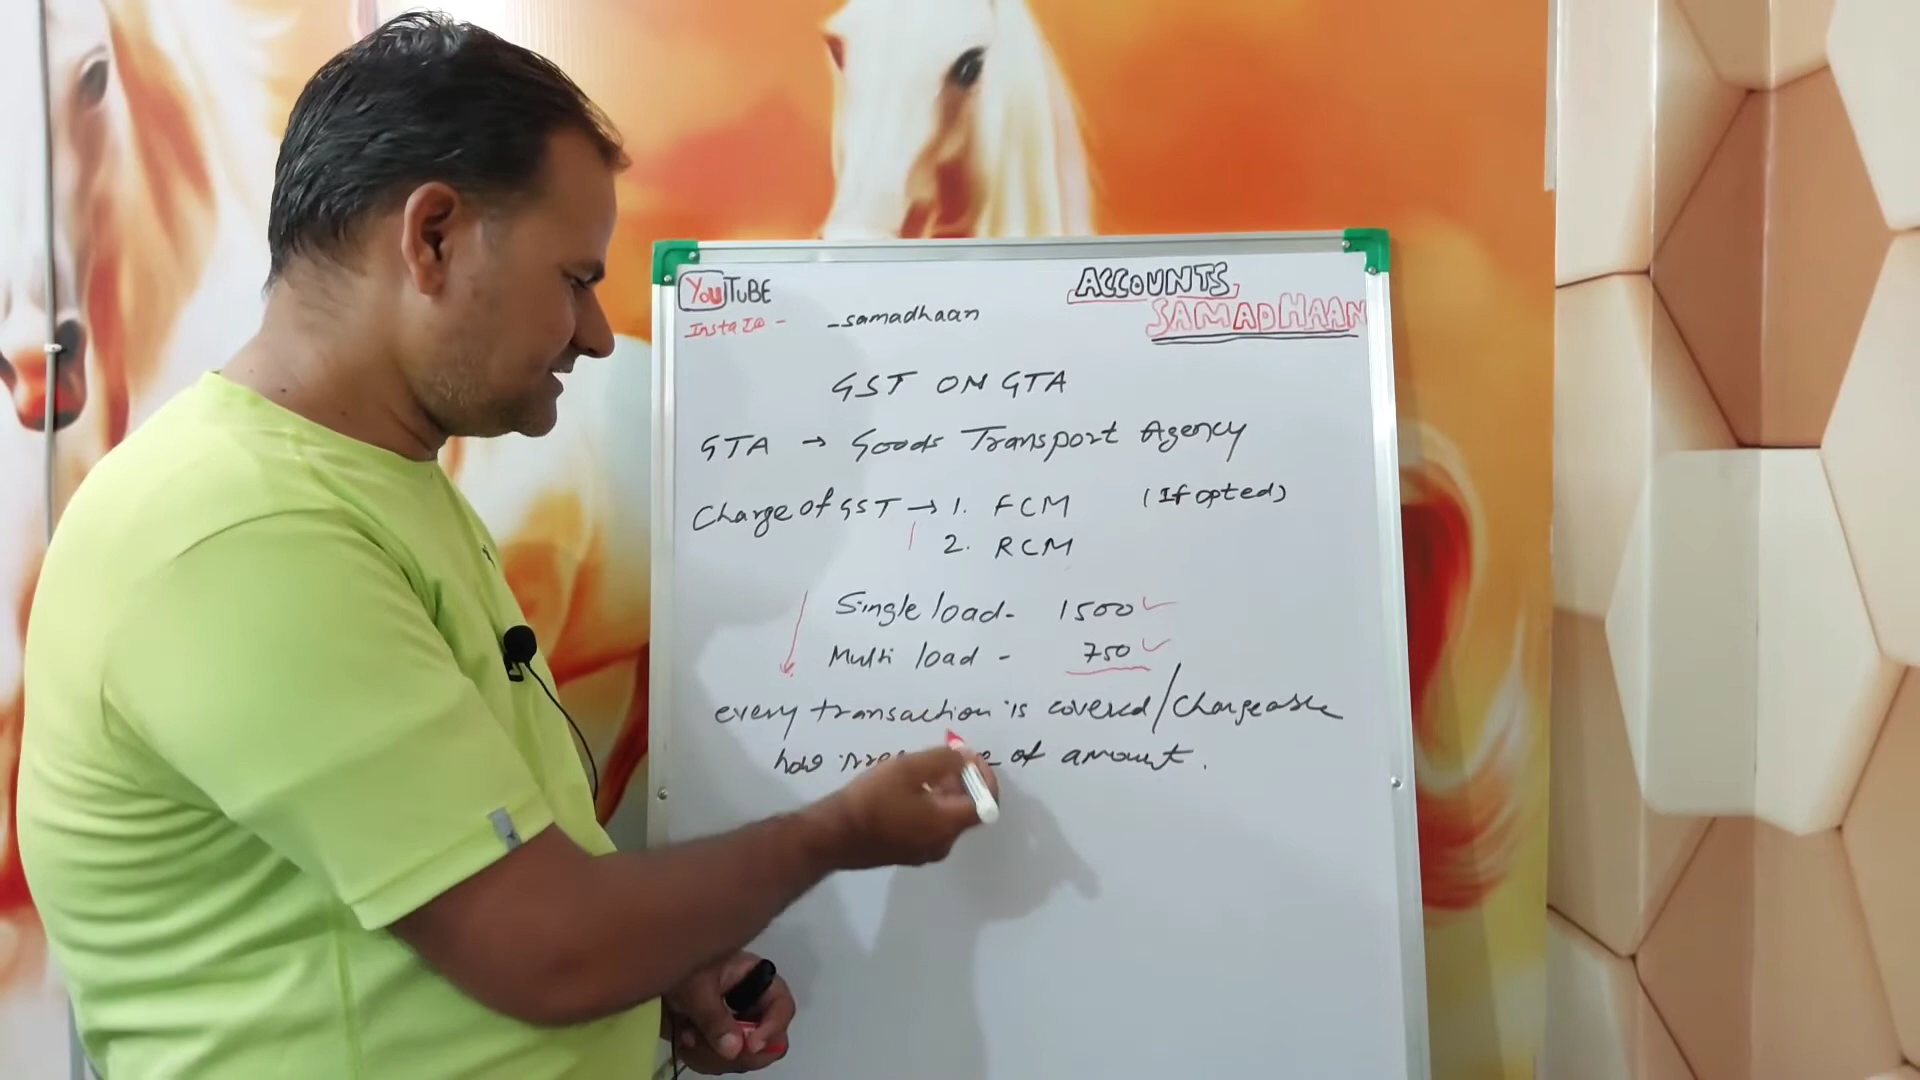 YouTuBE
ACCOUNTS
SAMADHAAN
Insta ID - -samadhaan
GST ON GTA
GTA → Goods Transport Agency
Charge of GST → 1. FCM (If opted)
2. RCM
Single load- 1500
Multi load - 750
every transaction is covered/chargeable
of amount.